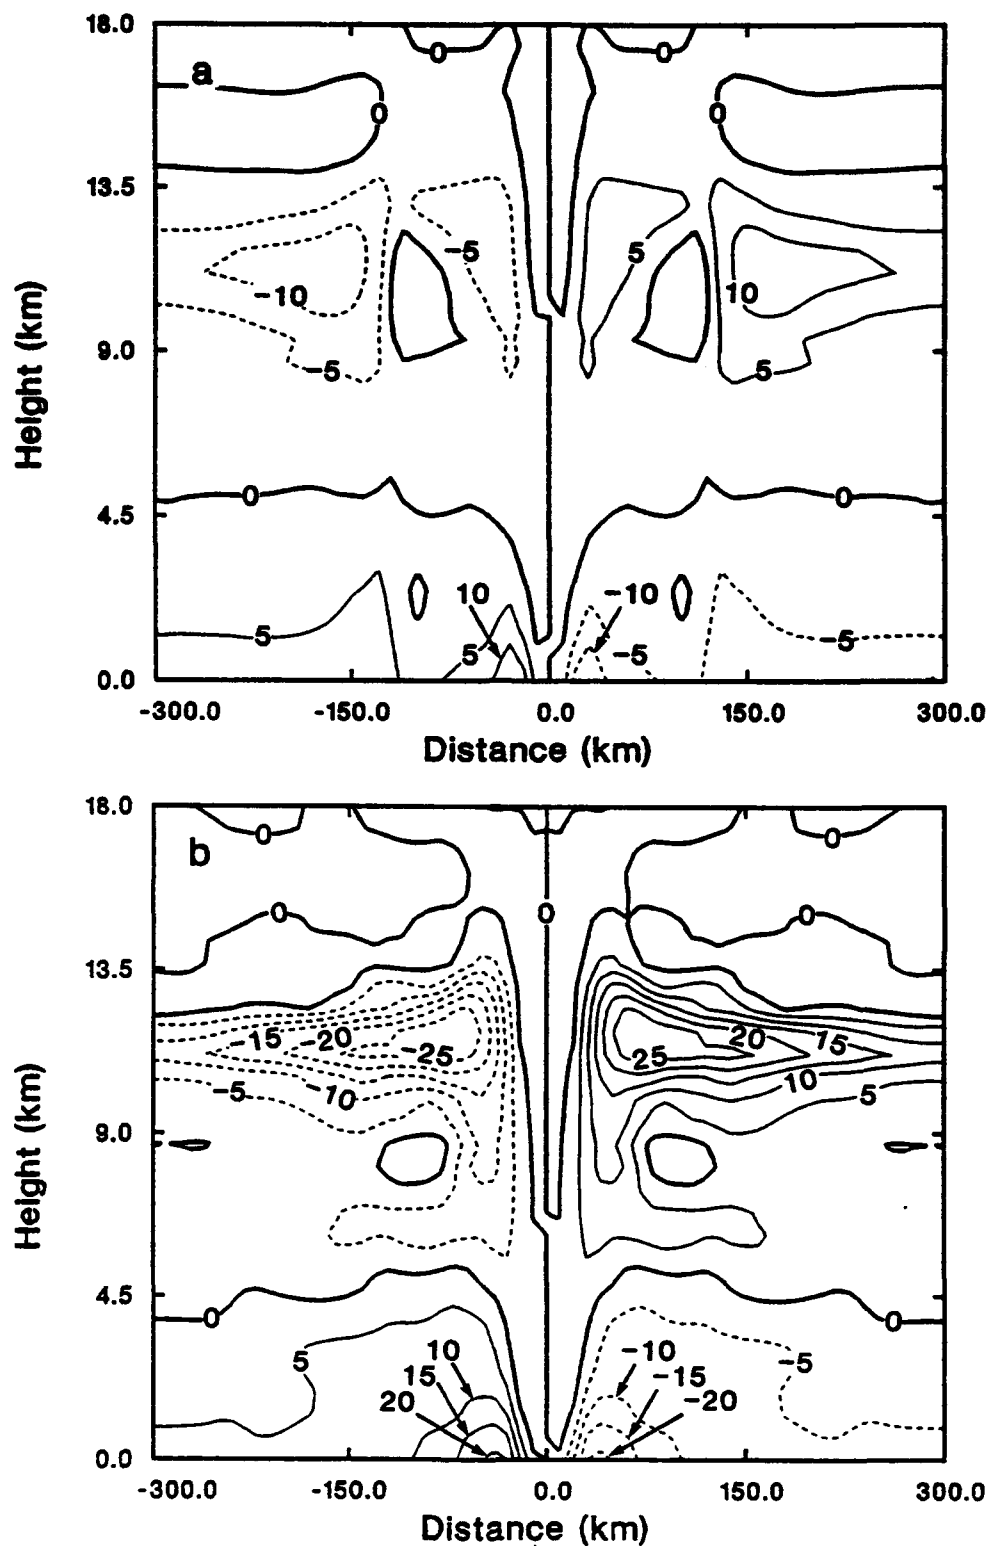 18.0
0 0
a
0 0
13.5
-5 5
-10 10
9.0
-5 5
0 0
4.5
10 -10
5 5 -5 -5
0.0
-300.0 -150.0 0.0 150.0 300.0
Distance (km)
Height (km)
18.0
0 0
b
0 0 0
13.5
-15 -20 20 15
-25 25
-5 -10 10 5
9.0
4.5
0 0
5 10 -10 -5
15 -15
20 -20
0.0
-300.0 -150.0 0.0 150.0 300.0
Distance (km)
Height (km)